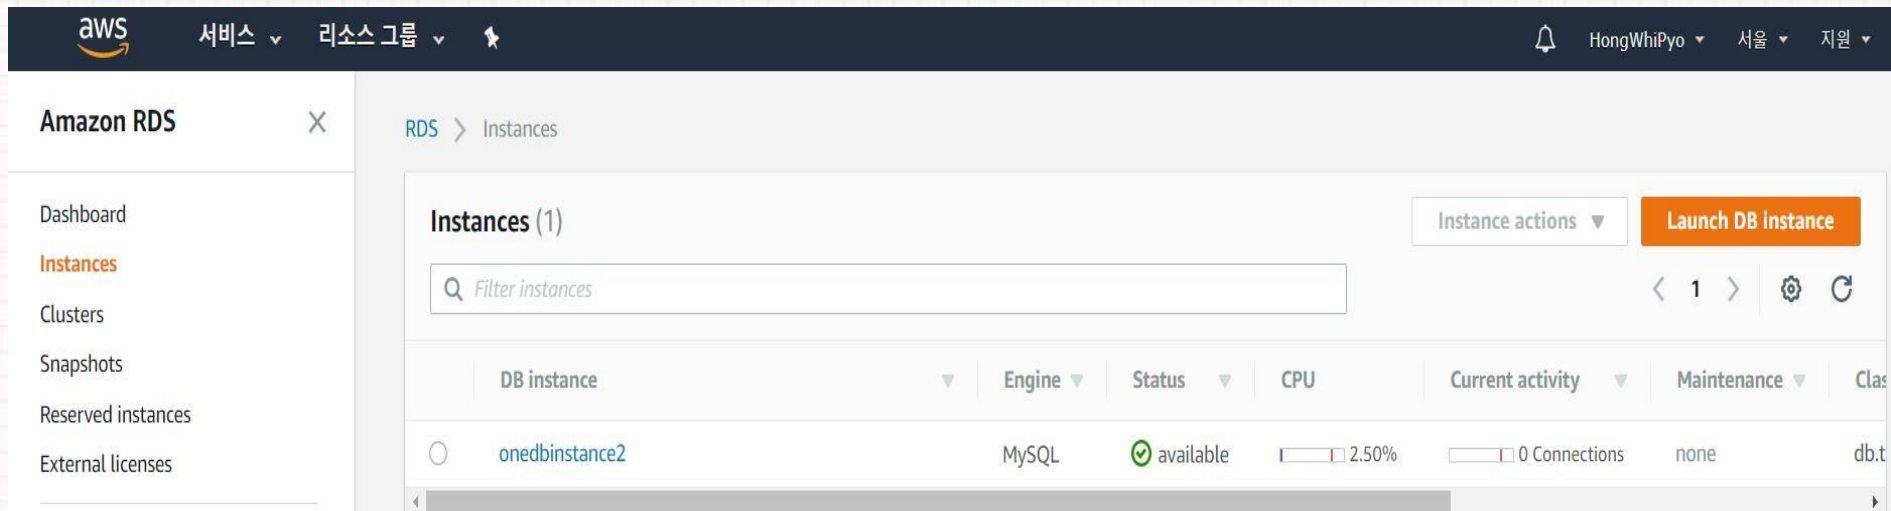 aws 서비스 리소스 그룹 HongWhiPyo 서울 지원
Amazon RDS
RDS > Instances
Dashboard
Instances
Clusters
Snapshots
Reserved instances
External licenses
Instances (1) Instance actions Launch DB instance
Filter instances
< 1 >
DB instance Engine Status CPU Current activity Maintenance Clas
onedbinstance2 MySQL available 2.50% 0 Connections none db.t